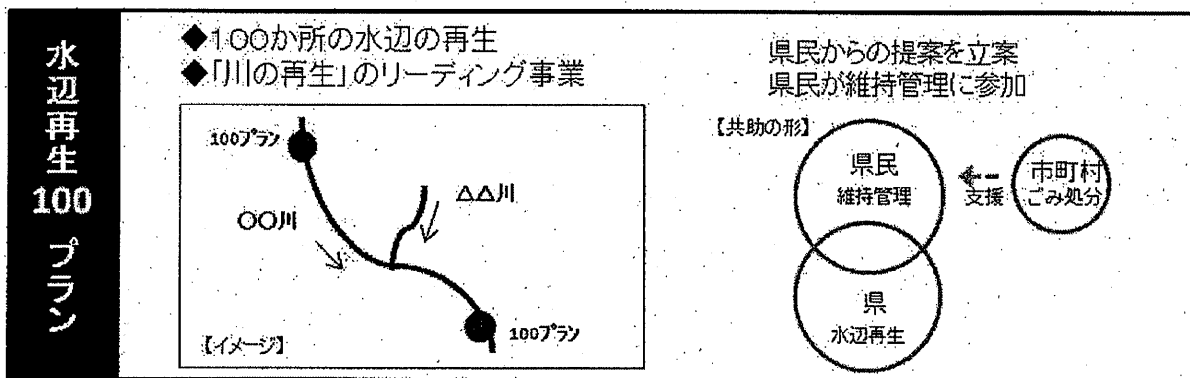 水辺再生100プラン
◆100か所の水辺の再生
◆「川の再生」のリーディング事業
100プラン
〇〇川
△△川
100プラン
【イメージ】
県民からの提案を立案
県民が維持管理に参加
【共助の形】
県民
維持管理
支援
市町村
ごみ処分
県
水辺再生